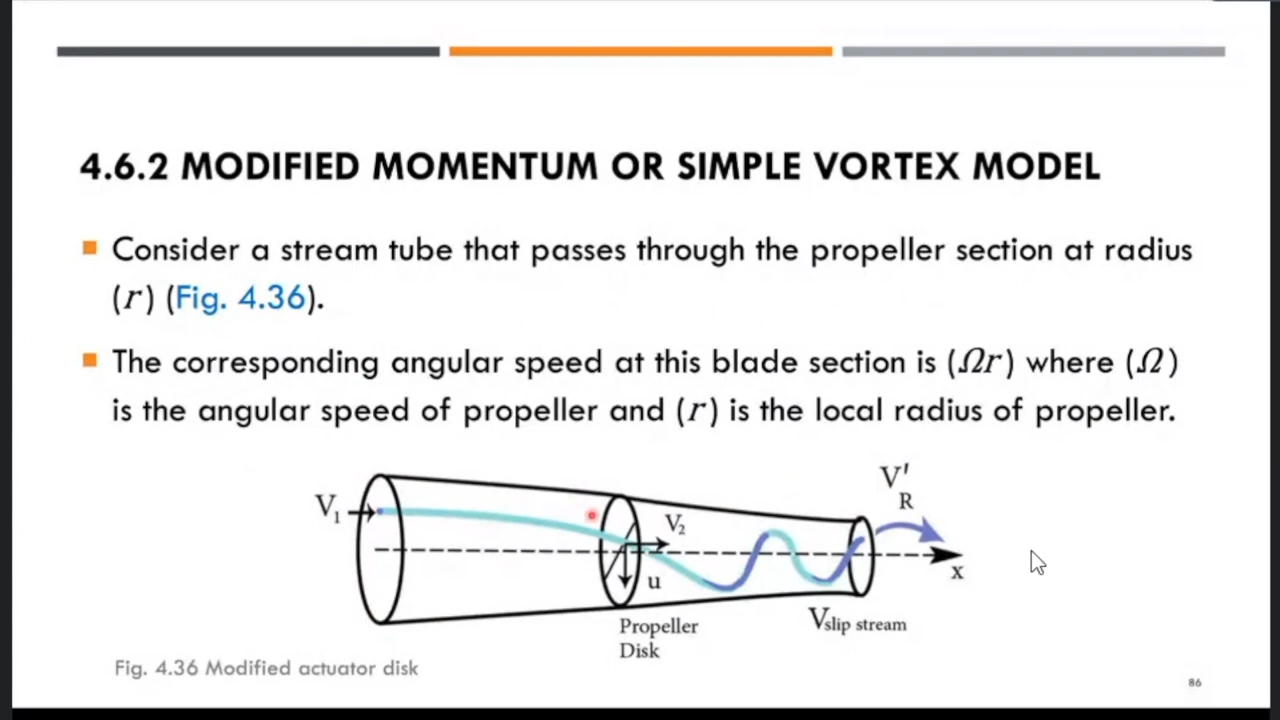 4.6.2 MODIFIED MOMENTUM OR SIMPLE VORTEX MODEL
Consider a stream tube that passes through the propeller section at radius
(r) (Fig. 4.36).
The corresponding angular speed at this blade section is (Ωr) where (Ω)
is the angular speed of propeller and (r) is the local radius of propeller.
V₁
V₂
u
V'
R
x
Propeller
Disk
Vslip stream
Fig. 4.36 Modified actuator disk
86